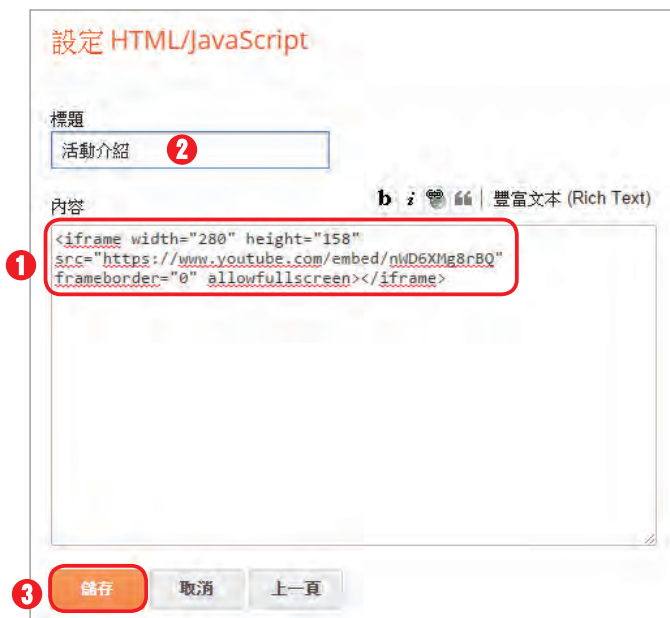 設定 HTML/JavaScript
標題
活動介紹 2
內容
b i 豐富文本 (Rich Text)
1
<iframe width="280" height="158"
src="https://www.youtube.com/embed/nWD6XMg8rBQ"
frameborder="0" allowfullscreen></iframe>
3 儲存 取消 上一頁